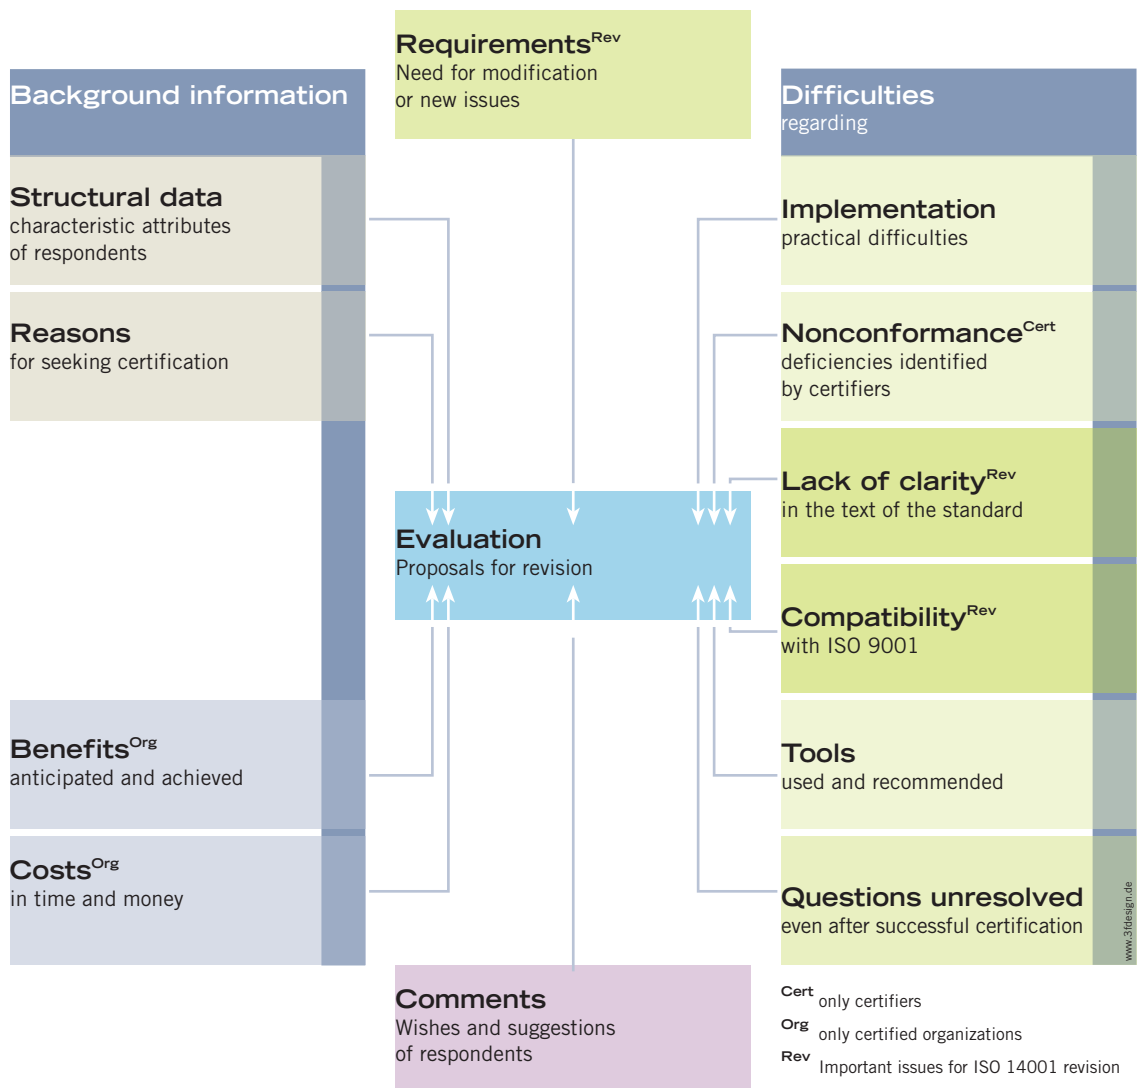 Requirements^Rev
Need for modification
or new issues
Background information
Structural data
characteristic attributes
of respondents
Reasons
for seeking certification
Benefits^Org
anticipated and achieved
Costs^Org
in time and money
Evaluation
Proposals for revision
Comments
Wishes and suggestions
of respondents
Difficulties
regarding
Implementation
practical difficulties
Nonconformance^Cert
deficiencies identified
by certifiers
Lack of clarity^Rev
in the text of the standard
Compatibility^Rev
with ISO 9001
Tools
used and recommended
Questions unresolved
even after successful certification
www.3fdesign.de
Cert only certifiers
Org only certified organizations
Rev Important issues for ISO 14001 revision